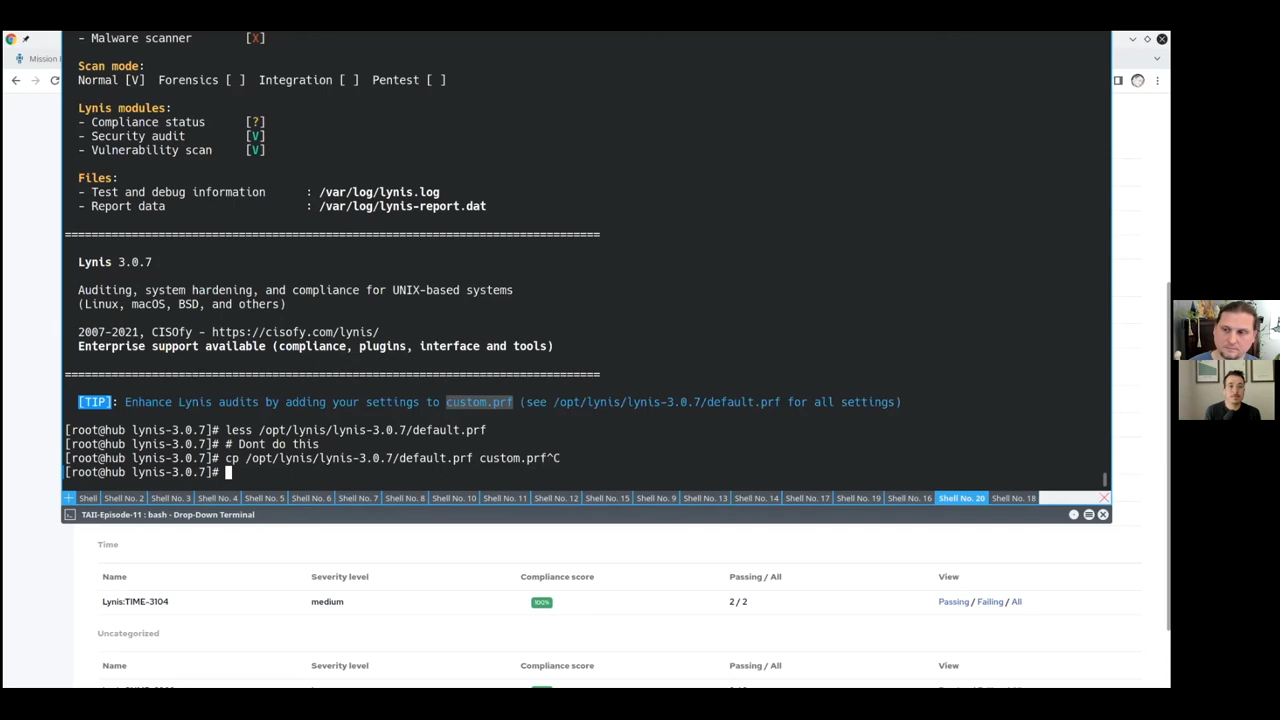 - Malware scanner [X]
Mission
Scan mode:
Normal [V] Forensics [ ] Integration [ ] Pentest [ ]
Lynis modules:
- Compliance status [?]
- Security audit [V]
- Vulnerability scan [V]
Files:
- Test and debug information : /var/log/lynis.log
- Report data : /var/log/lynis-report.dat
================================================================================
Lynis 3.0.7
Auditing, system hardening, and compliance for UNIX-based systems
(Linux, macOS, BSD, and others)
2007-2021, CISOfy - https://cisofy.com/lynis/
Enterprise support available (compliance, plugins, interface and tools)
================================================================================
[TIP]: Enhance Lynis audits by adding your settings to custom.prf (see /opt/lynis/lynis-3.0.7/default.prf for all settings)
[root@hub lynis-3.0.7]# less /opt/lynis/lynis-3.0.7/default.prf
[root@hub lynis-3.0.7]# # Dont do this
[root@hub lynis-3.0.7]# cp /opt/lynis/lynis-3.0.7/default.prf custom.prf^C
[root@hub lynis-3.0.7]#
Shell Shell No. 2 Shell No. 3 Shell No. 4 Shell No. 5 Shell No. 6 Shell No. 7 Shell No. 8 Shell No. 10 Shell No. 11 Shell No. 12 Shell No. 15 Shell No. 9 Shell No. 13 Shell No. 14 Shell No. 17 Shell No. 19 Shell No. 16 Shell No. 20 Shell No. 18
TAII-Episode-11 : bash - Drop-Down Terminal
Time
Name Severity level Compliance score Passing / All View
Lynis:TIME-3104 medium 100% 2 / 2 Passing / Failing / All
Uncategorized
Name Severity level Compliance score Passing / All View